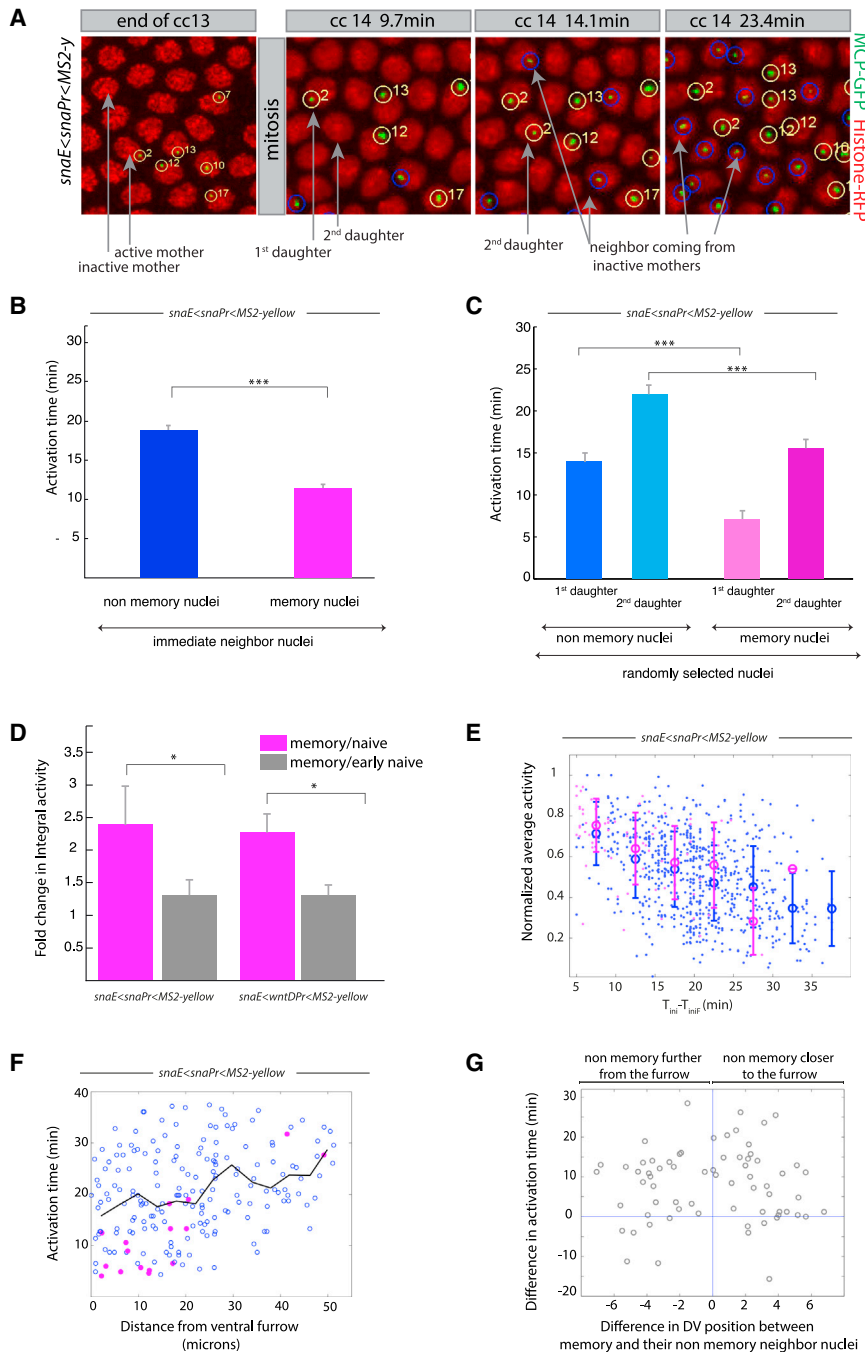 A
end of cc13
cc 14 9.7min
cc 14 14.1min
cc 14 23.4min
snaE<snaPr<MS2-y
mitosis
MCP-GFP Histone-RFP
7
2
13
12
10
17
2
13
12
17
2
13
12
2
13
13
2
12
10
1
active mother
inactive mother
1st daughter
2nd daughter
2nd daughter
neighbor coming from
inactive mothers
B
snaE<snaPr<MS2-yellow
Activation time (min)
30
25
20
15
10
-
5
***
non memory nuclei
memory nuclei
immediate neighbor nuclei
C
snaE<snaPr<MS2-yellow
Activation time (min)
30
25
20
15
10
5
0
***
***
1st daughter
2nd daughter
1st daughter
2nd daughter
non memory nuclei
memory nuclei
randomly selected nuclei
D
Fold change in Integral activity
3.5
3
2.5
2
1.5
1
0.5
*
*
memory/naive
memory/early naive
snaE<snaPr<MS2-yellow
snaE<wntDPr<MS2-yellow
E
snaE<snaPr<MS2-yellow
Normalized average activity
1
0.8
0.6
0.4
0.2
5
10
15
20
25
30
35
Tini-TiniF (min)
F
snaE<snaPr<MS2-yellow
Activation time (min)
40
30
20
10
0
10
20
30
40
50
Distance from ventral furrow
(microns)
G
non memory further
from the furrow
non memory closer
to the furrow
Difference in activation time (min)
30
20
10
0
-10
-20
-6
-4
-2
0
2
4
6
Difference in DV position between
memory and their non memory neighbor nuclei